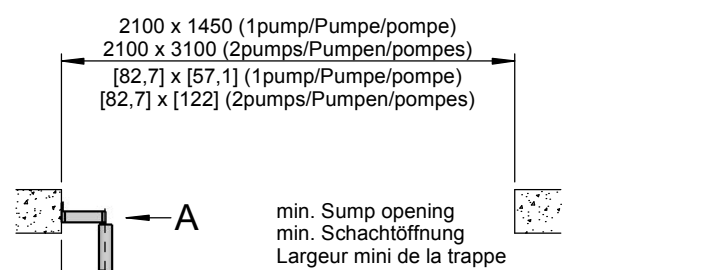 2100 x 1450 (1pump/Pumpe/pompe)
2100 x 3100 (2pumps/Pumpen/pompes)
[82,7] x [57,1] (1pump/Pumpe/pompe)
[82,7] x [122] (2pumps/Pumpen/pompes)
A
min. Sump opening
min. Schachtöffnung
Largeur mini de la trappe